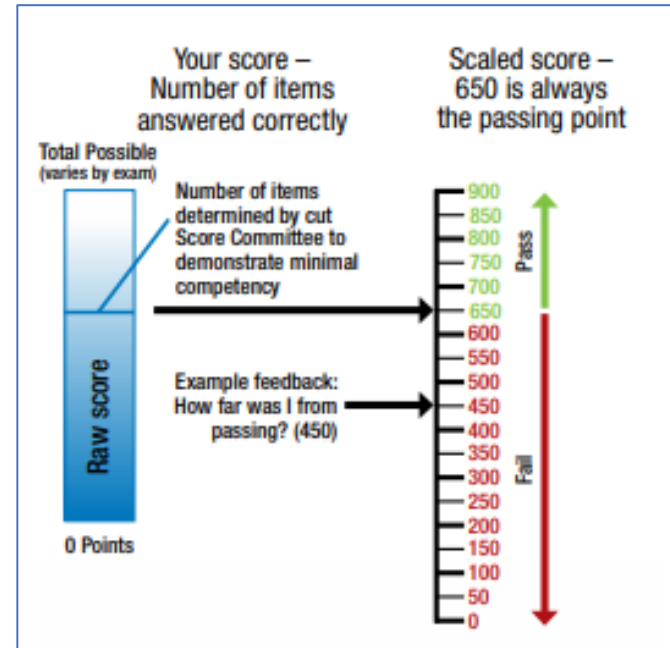 Your score –
Number of items
answered correctly
Scaled score –
650 is always
the passing point
Total Possible
(varies by exam)
Number of items
determined by cut
Score Committee to
demonstrate minimal
competency
Example feedback:
How far was I from
passing? (450)
Raw score
0 Points
900
850
800
750
700
650
600
550
500
450
400
350
300
250
200
150
100
50
0
Pass
Fail